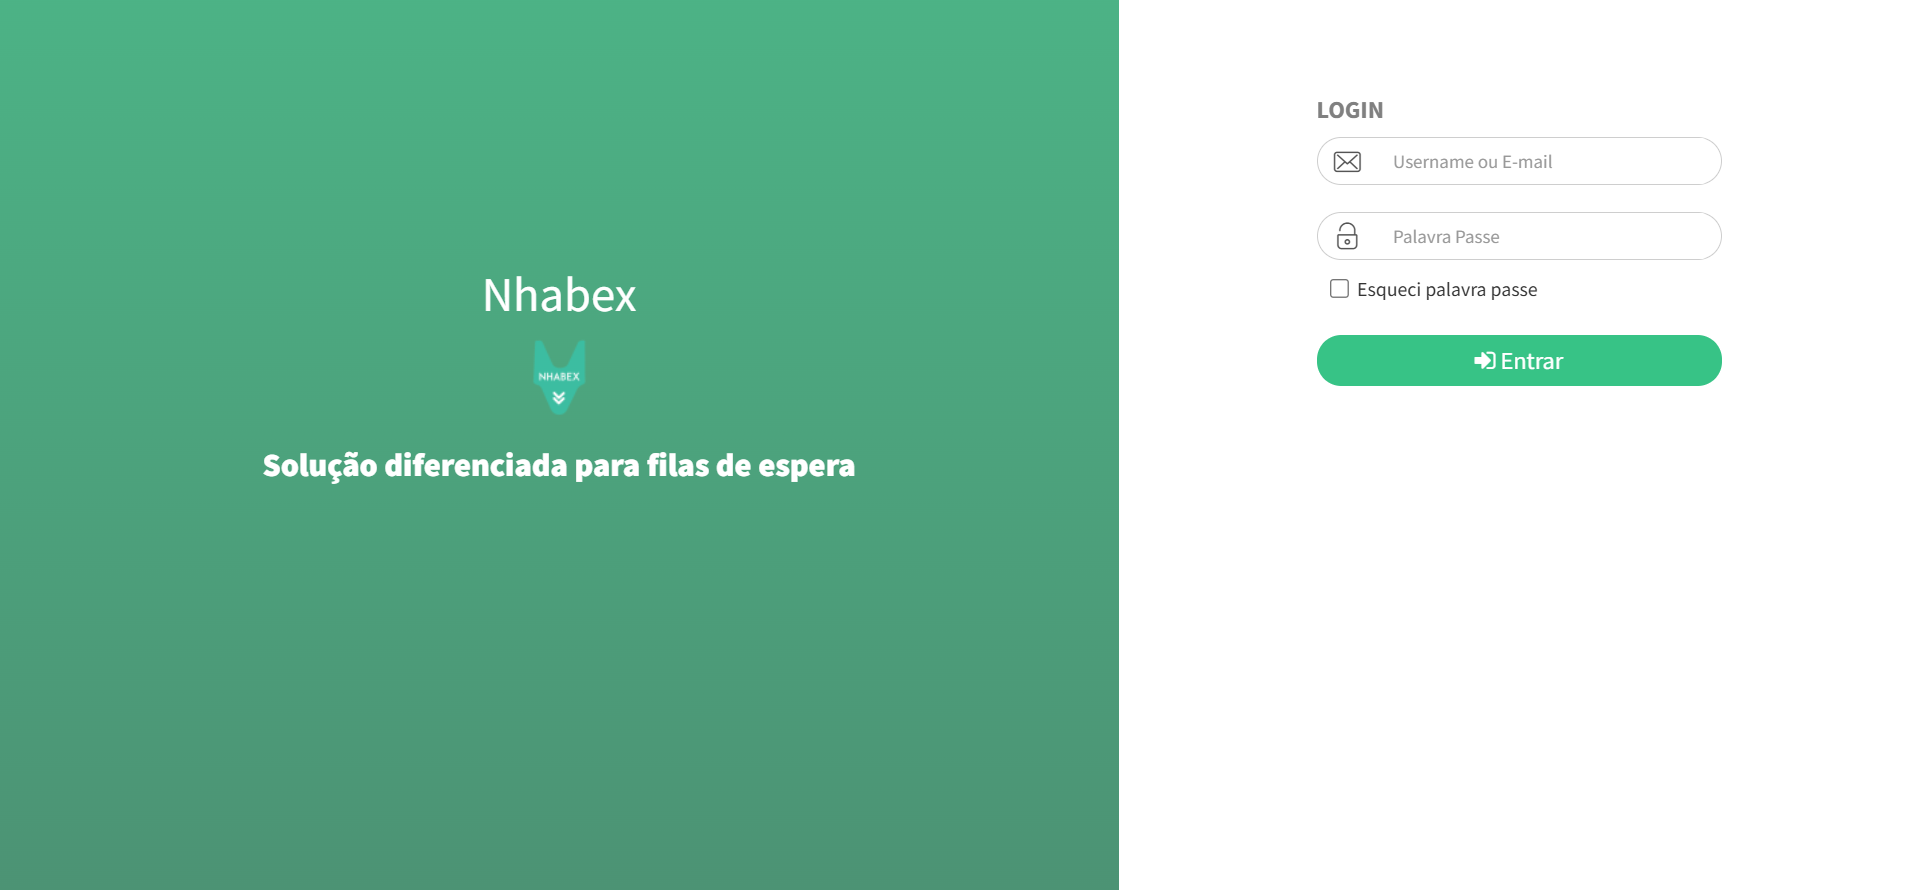 Nhabex
NHABEX
Solução diferenciada para filas de espera
LOGIN
Username ou E-mail
Palavra Passe
Esqueci palavra passe
Entrar